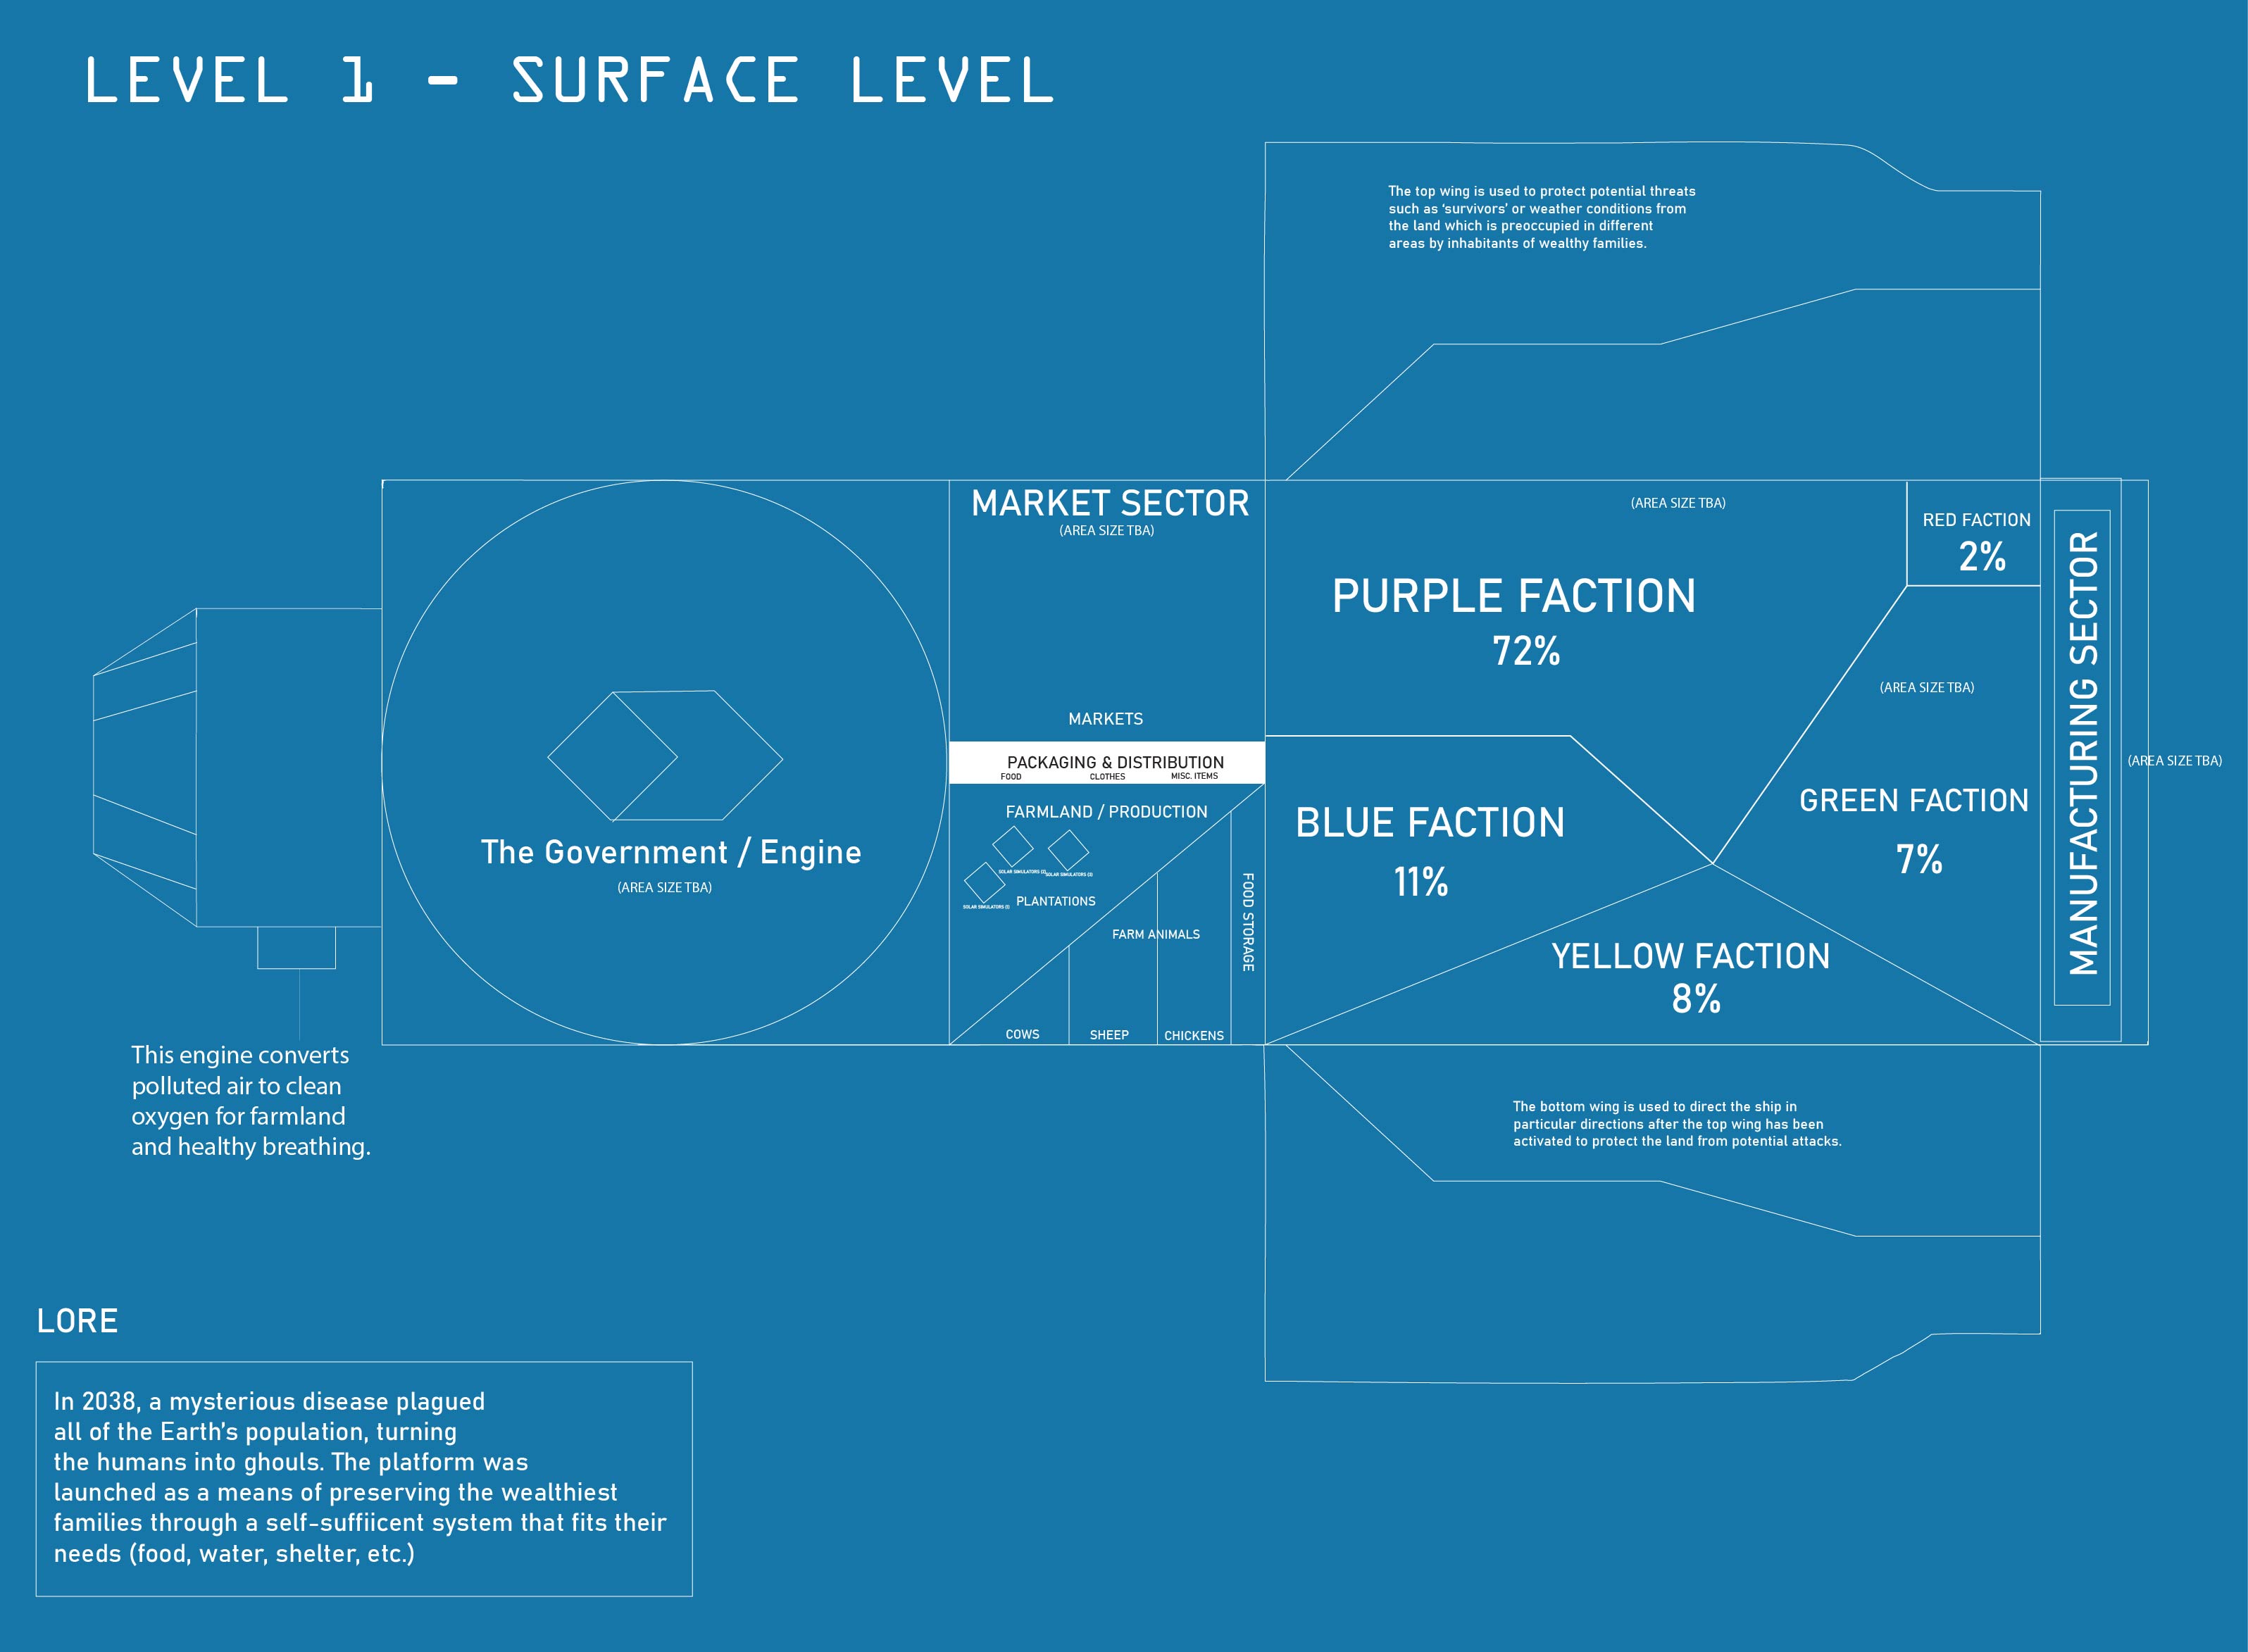 LEVEL 1 - SURFACE LEVEL
The top wing is used to protect potential threats
such as ‘survivors’ or weather conditions from
the land which is preoccupied in different
areas by inhabitants of wealthy families.
MARKET SECTOR
(AREA SIZE TBA)
MARKETS
PACKAGING & DISTRIBUTION
FOOD CLOTHES MISC. ITEMS
FARMLAND / PRODUCTION
SOLAR SIMULATORS (2)
SOLAR SIMULATORS (3)
SOLAR SIMULATORS (1)
PLANTATIONS
FARM ANIMALS
COWS SHEEP CHICKENS
FOOD STORAGE
The Government / Engine
(AREA SIZE TBA)
(AREA SIZE TBA)
PURPLE FACTION
72%
RED FACTION
2%
(AREA SIZE TBA)
GREEN FACTION
7%
BLUE FACTION
11%
YELLOW FACTION
8%
MANUFACTURING SECTOR
(AREA SIZE TBA)
This engine converts
polluted air to clean
oxygen for farmland
and healthy breathing.
The bottom wing is used to direct the ship in
particular directions after the top wing has been
activated to protect the land from potential attacks.
LORE
In 2038, a mysterious disease plagued
all of the Earth’s population, turning
the humans into ghouls. The platform was
launched as a means of preserving the wealthiest
families through a self-suffiicent system that fits their
needs (food, water, shelter, etc.)